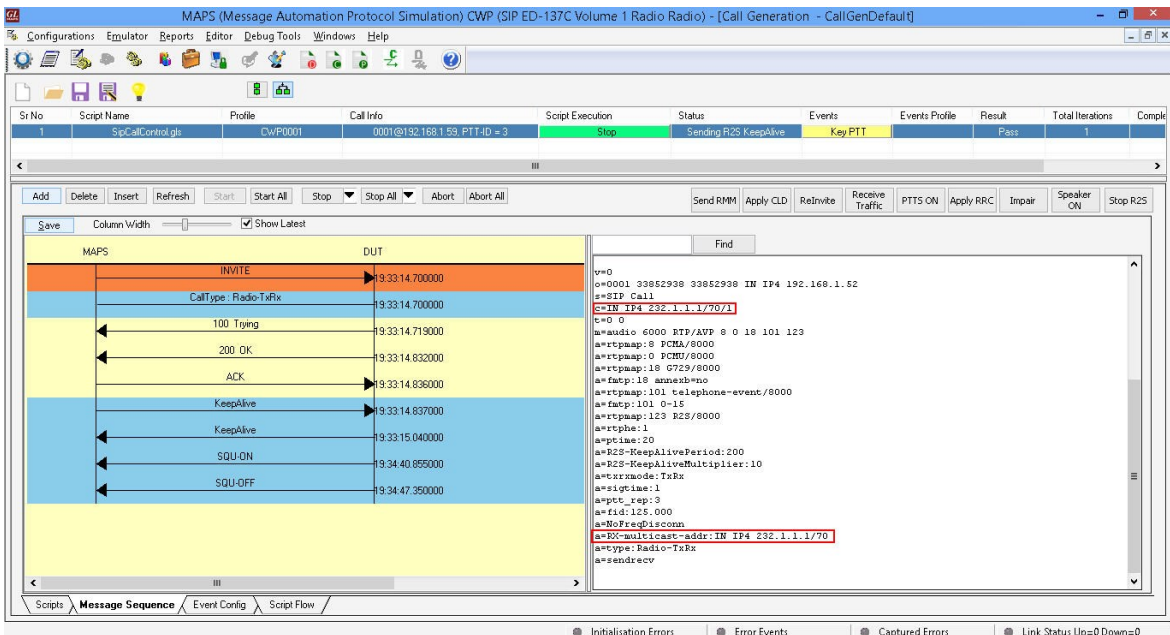 GL
MAPS (Message Automation Protocol Simulation) CWP (SIP ED-137C Volume 1 Radio Radio) - [Call Generation - CallGenDefault]
Configurations Emulator Reports Editor Debug Tools Windows Help
Sr No Script Name Profile Call Info Script Execution Status Events Events Profile Result Total Iterations Comple
1 SipCallControl.gls CWP0001 0001@192.168.1.59, PTT-ID = 3 Stop Sending R2S KeepAlive Key PTT Pass 1
Add Delete Insert Refresh Start Start All Stop Stop All Abort Abort All Send RMM Apply CLD ReInvite Receive Traffic PTTS ON Apply RRC Impair Speaker ON Stop R2S
Save Column Width Show Latest
Find
MAPS DUT
INVITE
19:33:14.700000
CallType : Radio-TxRx
19:33:14.700000
100 Trying
19:33:14.719000
200 OK
19:33:14.832000
ACK
19:33:14.836000
KeepAlive
19:33:14.837000
KeepAlive
19:33:15.040000
SQU-ON
19:34:40.855000
SQU-OFF
19:34:47.350000
v=0
o=0001 33852938 33852938 IN IP4 192.168.1.52
s=SIP Call
c=IN IP4 232.1.1.1/70/1
t=0 0
m=audio 6000 RTP/AVP 8 0 18 101 123
a=rtpmap:8 PCMA/8000
a=rtpmap:0 PCMU/8000
a=rtpmap:18 G729/8000
a=fmtp:18 annexb=no
a=rtpmap:101 telephone-event/8000
a=fmtp:101 0-15
a=rtpmap:123 R2S/8000
a=rtphe:1
a=ptime:20
a=R2S-KeepAlivePeriod:200
a=R2S-KeepAliveMultiplier:10
a=txrxmode:TxRx
a=sigtime:1
a=ptt_rep:3
a=fid:125.000
a=NoFreqDisconn
a=RX-multicast-addr:IN IP4 232.1.1.1/70
a=type:Radio-TxRx
a=sendrecv
Scripts Message Sequence Event Config Script Flow
Initialisation Errors Error Events Captured Errors Link Status Up=0 Down=0